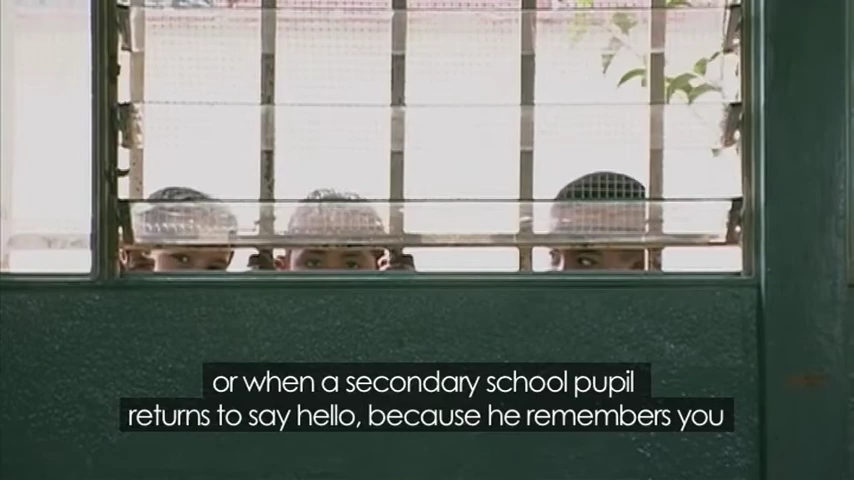 or when a secondary school pupil
returns to say hello, because he remembers you